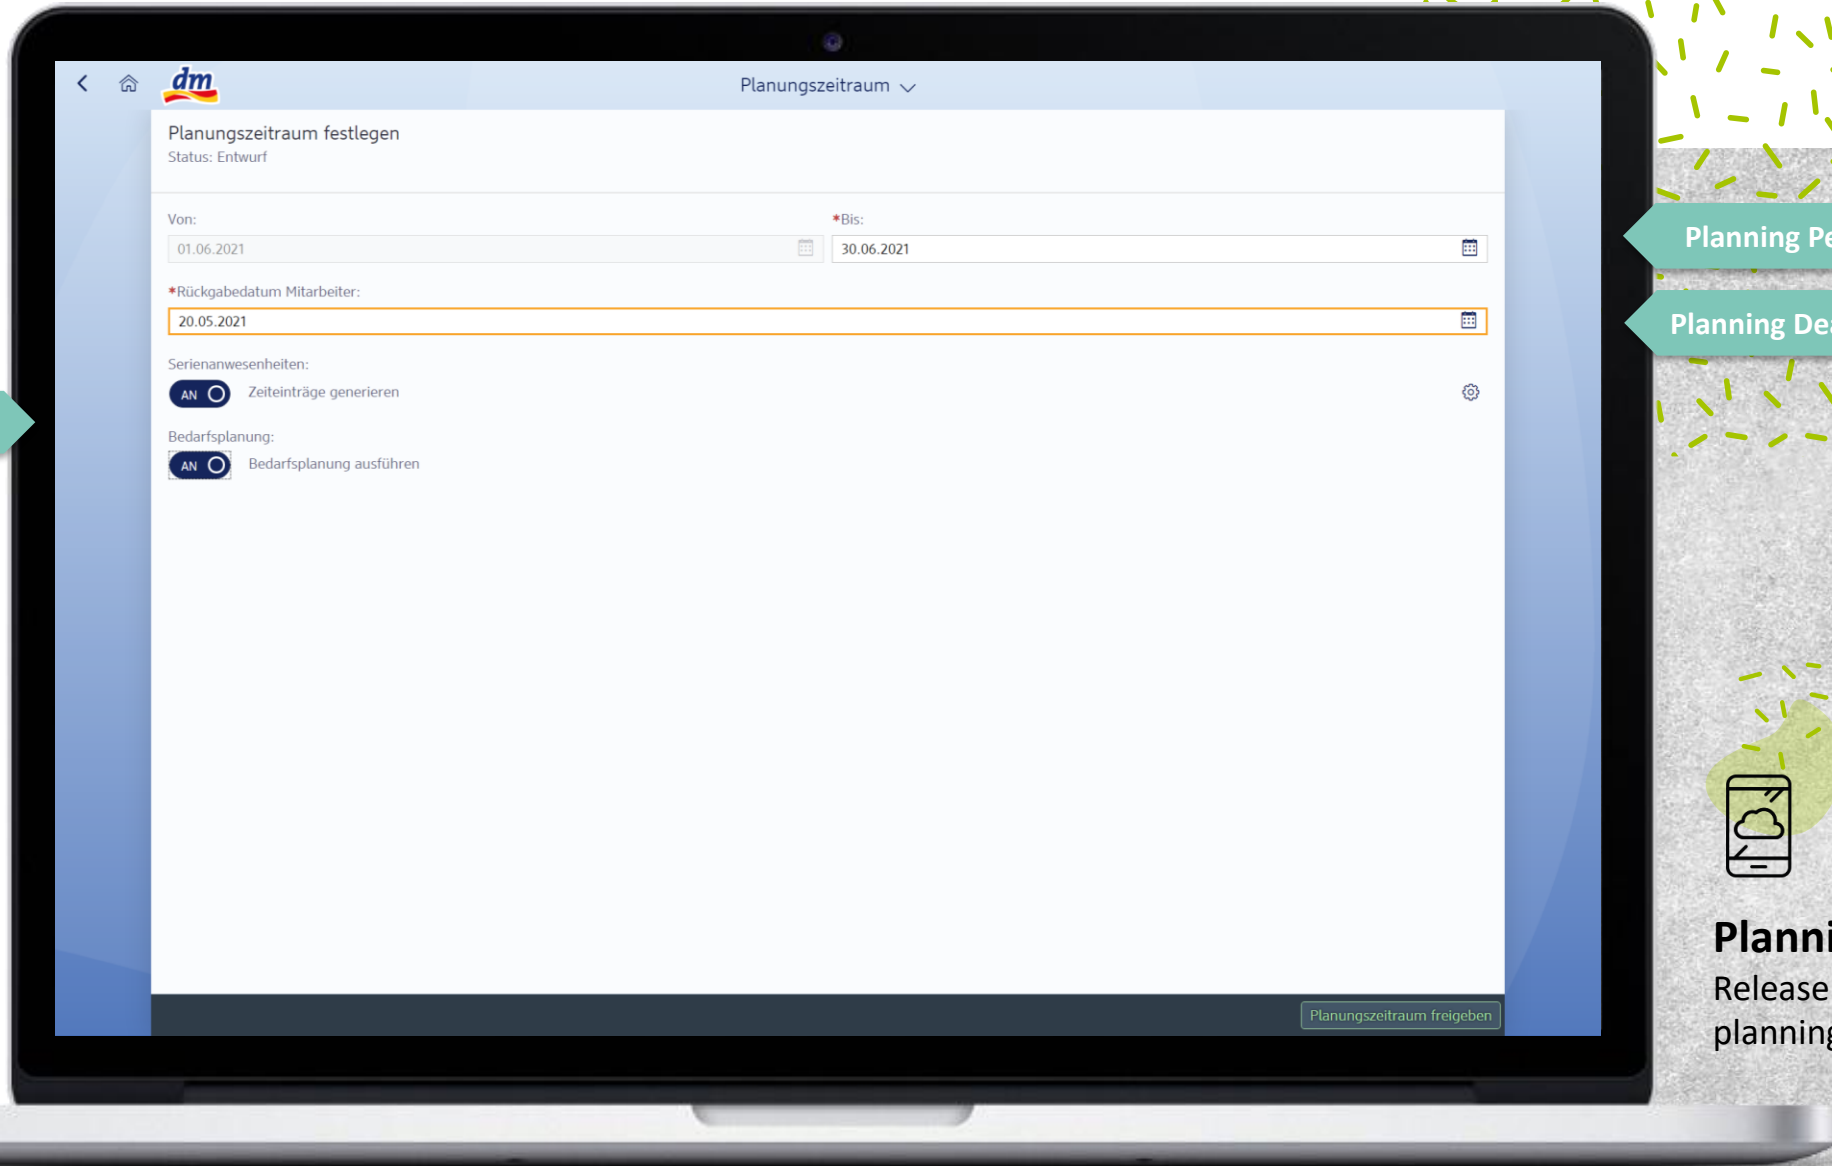 dm
Planungszeitraum
Planungszeitraum festlegen
Status: Entwurf
Von:
*Bis:
01.06.2021
30.06.2021
*Rückgabedatum Mitarbeiter:
20.05.2021
Serienanwesenheiten:
AN Zeiteinträge generieren
Bedarfsplanung:
AN Bedarfsplanung ausführen
Planungszeitraum freigeben
Planning Pe
Planning Dea
Planni
Release
planning